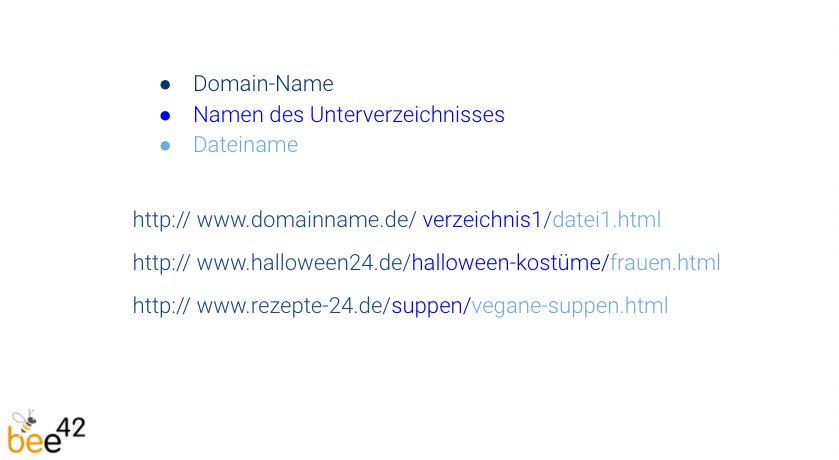 ● Domain-Name
● Namen des Unterverzeichnisses
● Dateiname
http:// www.domainname.de/ verzeichnis1/datei1.html
http:// www.halloween24.de/halloween-kostüme/frauen.html
http:// www.rezepte-24.de/suppen/vegane-suppen.html
bee42